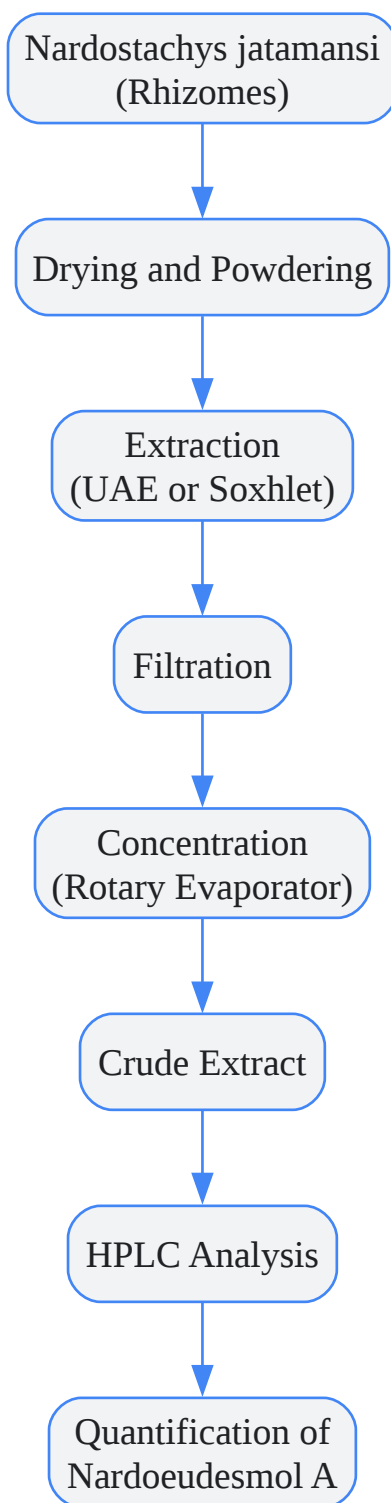 Nardostachys jatamansi
(Rhizomes)
Drying and Powdering
Extraction
(UAE or Soxhlet)
Filtration
Concentration
(Rotary Evaporator)
Crude Extract
HPLC Analysis
Quantification of
Nardoeudesmol A